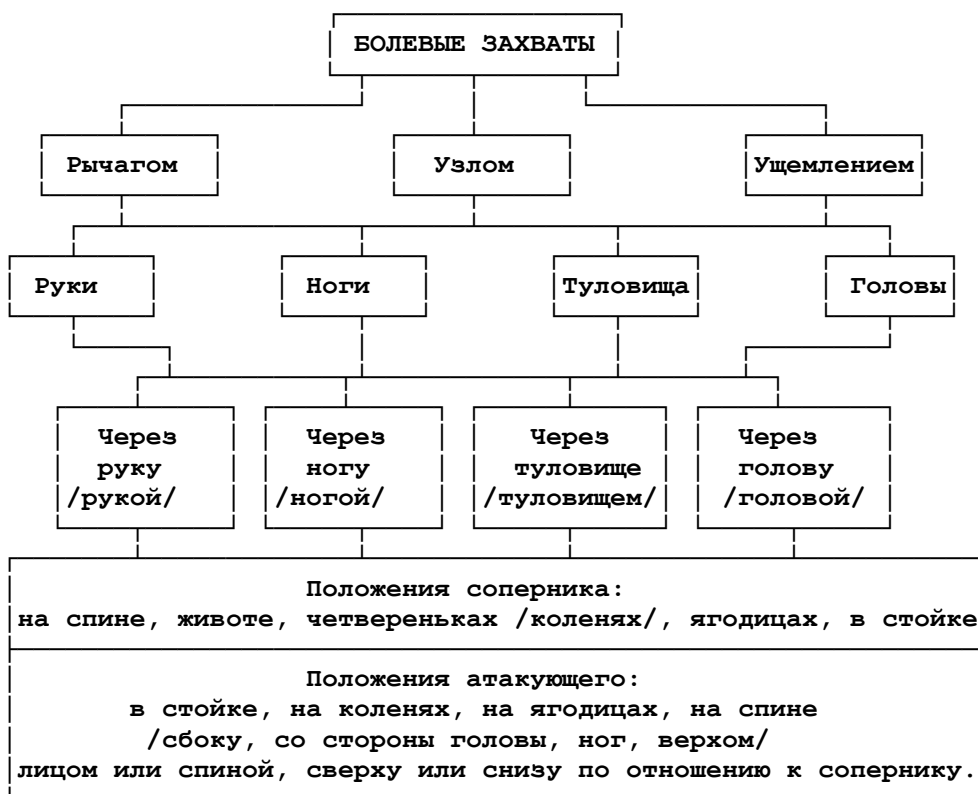 БОЛЕВЫЕ ЗАХВАТЫ
Рычагом
Узлом
Ущемлением
Руки
Ноги
Туловища
Головы
Через
руку
/рукой/
Через
ногу
/ногой/
Через
туловище
/туловищем/
Через
голову
/головой/
Положения соперника:
на спине, животе, четвереньках /коленях/, ягодицах, в стойке
Положения атакующего:
в стойке, на коленях, на ягодицах, на спине
/сбоку, со стороны головы, ног, верхом/
лицом или спиной, сверху или снизу по отношению к сопернику.